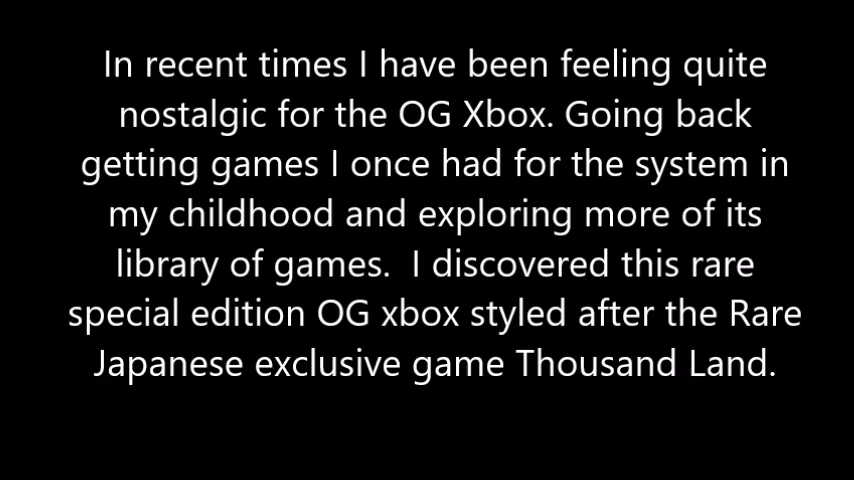 In recent times I have been feeling quite
nostalgic for the OG Xbox. Going back
getting games I once had for the system in
my childhood and exploring more of its
library of games.  I discovered this rare
special edition OG xbox styled after the Rare
Japanese exclusive game Thousand Land.